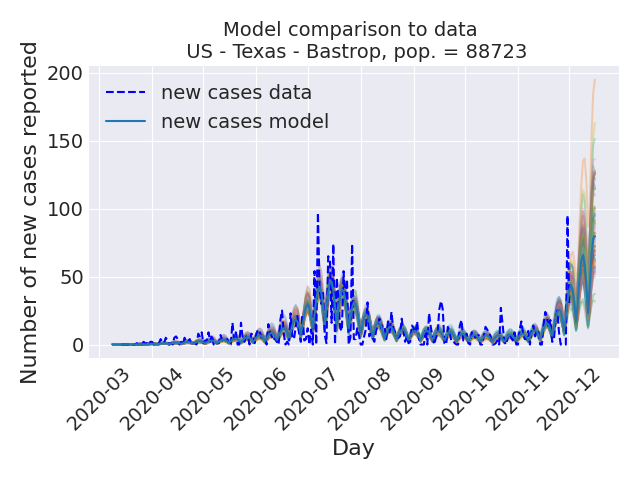 Model comparison to data
US - Texas - Bastrop, pop. = 88723
Number of new cases reported
200
150
100
50
0
new cases data
new cases model
2020-03
2020-04
2020-05
2020-06
2020-07
2020-08
2020-09
2020-10
2020-11
2020-12
Day